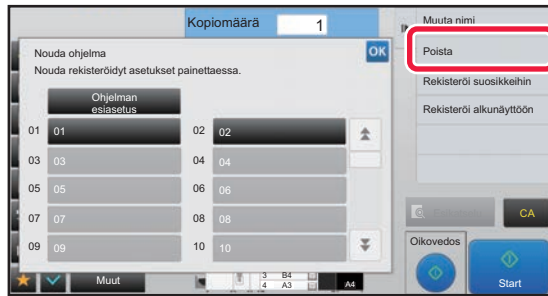 Kopiomäärä 1
Nouda ohjelma
OK
Nouda rekisteröidyt asetukset painettaessa.
Ohjelman
esiasetus
01 01
02 02
03 03
04 04
05 05
06 06
07 07
08 08
09 09
10 10
Muut
3 B4
4 A3
A4
Muuta nimi
Poista
Rekisteröi suosikkeihin
Rekisteröi alkunäyttöön
CA
Oikovedos
Start